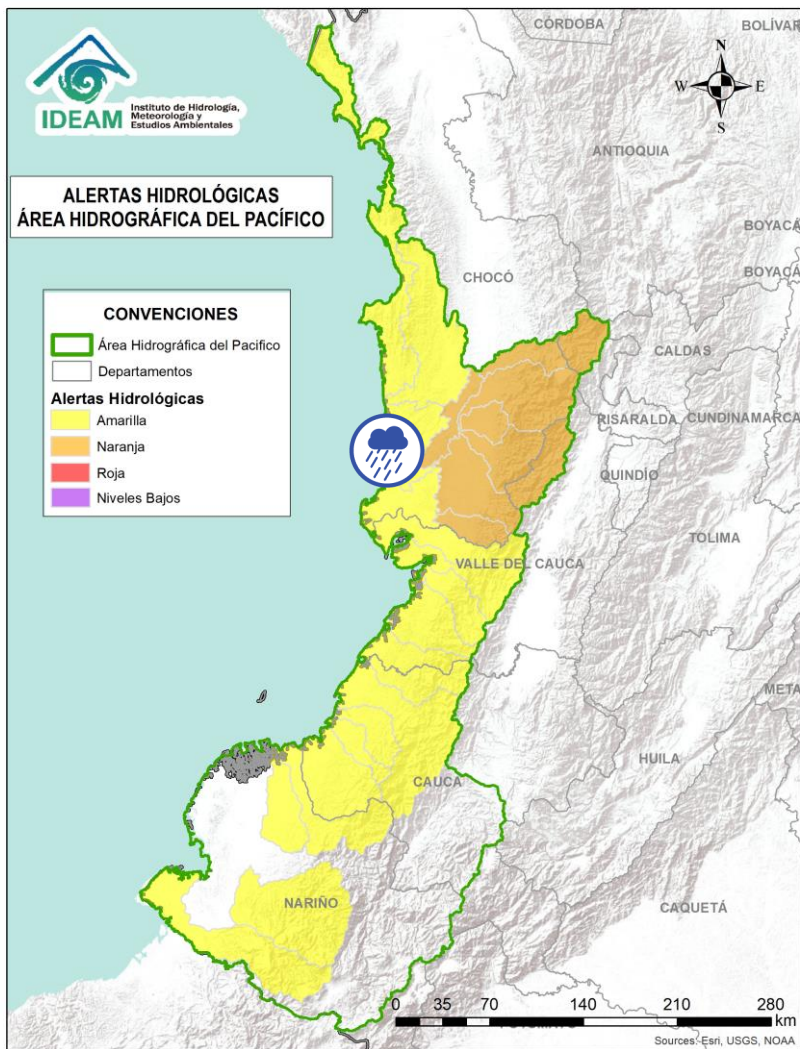 IDEAM
Instituto de Hidrología,
Meteorología y
Estudios Ambientales
ALERTAS HIDROLÓGICAS
ÁREA HIDROGRÁFICA DEL PACÍFICO
CONVENCIONES
Área Hidrográfica del Pacifico
Departamentos
Alertas Hidrológicas
Amarilla
Naranja
Roja
Niveles Bajos
N
W
E
S
CÓRDOBA
BOLÍVAR
ANTIOQUIA
BOYACÁ
BOYACÁ
CHOCÓ
CALDAS
RISARALDA
CUNDINAMARCA
QUINDÍO
TOLIMA
VALLE DEL CAUCA
META
HUILA
CAUCA
NARIÑO
CAQUETÁ
0 35 70 140 210 280
km
Sources: Esri, USGS, NOAA